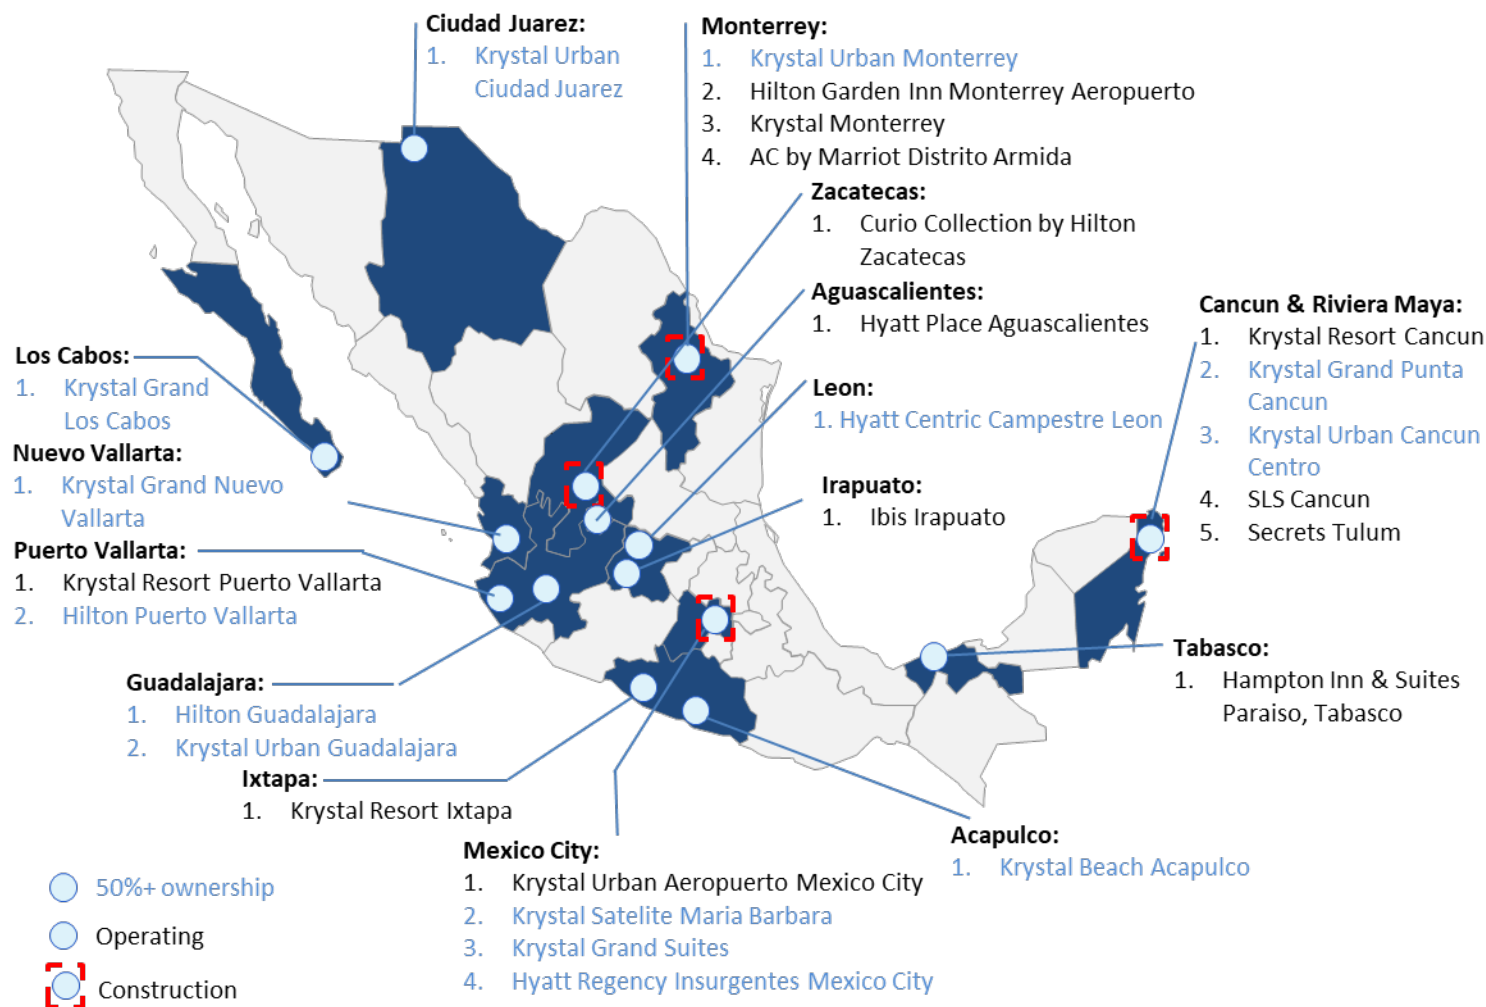 Ciudad Juarez:
1. Krystal Urban
Ciudad Juarez
Monterrey:
1. Krystal Urban Monterrey
2. Hilton Garden Inn Monterrey Aeropuerto
3. Krystal Monterrey
4. AC by Marriot Distrito Armida
Zacatecas:
1. Curio Collection by Hilton
Zacatecas
Aguascalientes:
1. Hyatt Place Aguascalientes
Leon:
1. Hyatt Centric Campestre Leon
Irapuato:
1. Ibis Irapuato
Cancun & Riviera Maya:
1. Krystal Resort Cancun
2. Krystal Grand Punta
Cancun
3. Krystal Urban Cancun
Centro
4. SLS Cancun
5. Secrets Tulum
Los Cabos:
1. Krystal Grand
Los Cabos
Nuevo Vallarta:
1. Krystal Grand Nuevo
Vallarta
Puerto Vallarta:
1. Krystal Resort Puerto Vallarta
2. Hilton Puerto Vallarta
Guadalajara:
1. Hilton Guadalajara
2. Krystal Urban Guadalajara
Ixtapa:
1. Krystal Resort Ixtapa
Tabasco:
1. Hampton Inn & Suites
Paraiso, Tabasco
Mexico City:
1. Krystal Urban Aeropuerto Mexico City
2. Krystal Satelite Maria Barbara
3. Krystal Grand Suites
4. Hyatt Regency Insurgentes Mexico City
Acapulco:
1. Krystal Beach Acapulco
50%+ ownership
Operating
Construction